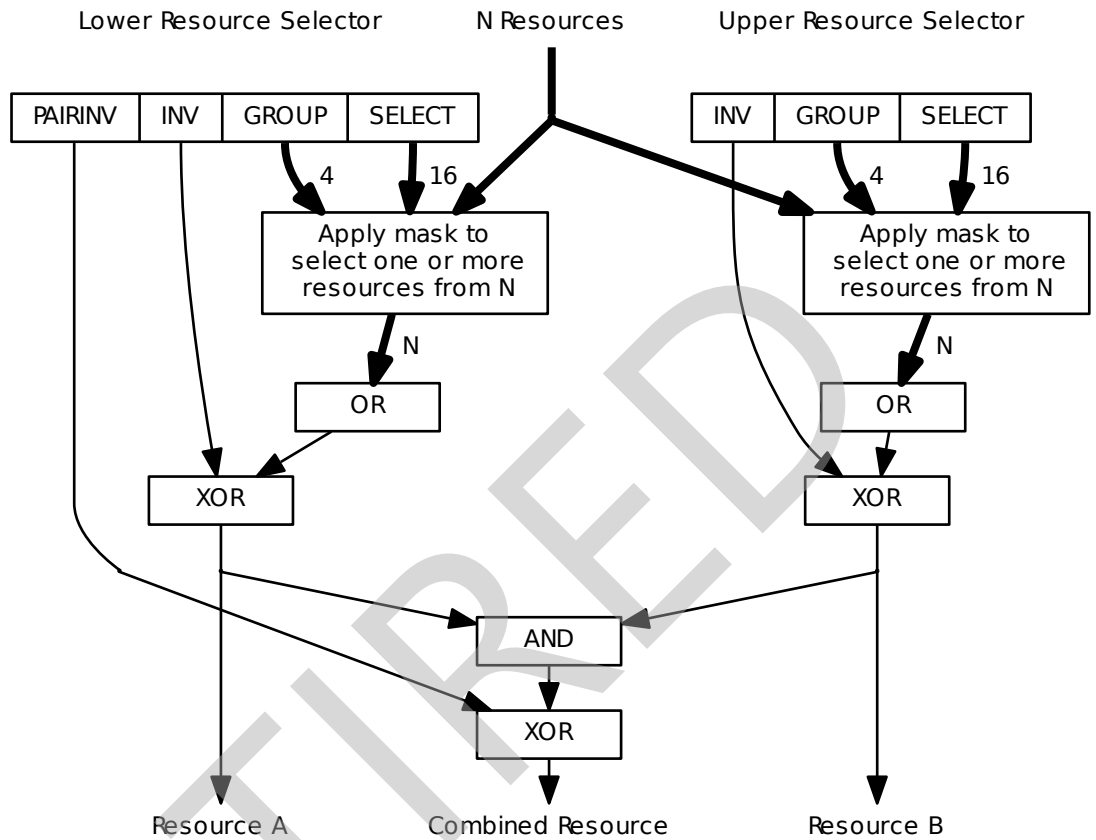 Lower Resource Selector
N Resources
Upper Resource Selector
PAIRINV
INV
GROUP
SELECT
INV
GROUP
SELECT
4
16
4
16
Apply mask to
select one or more
resources from N
Apply mask to
select one or more
resources from N
N
N
OR
OR
XOR
XOR
AND
XOR
Resource A
Combined Resource
Resource B
TIRED